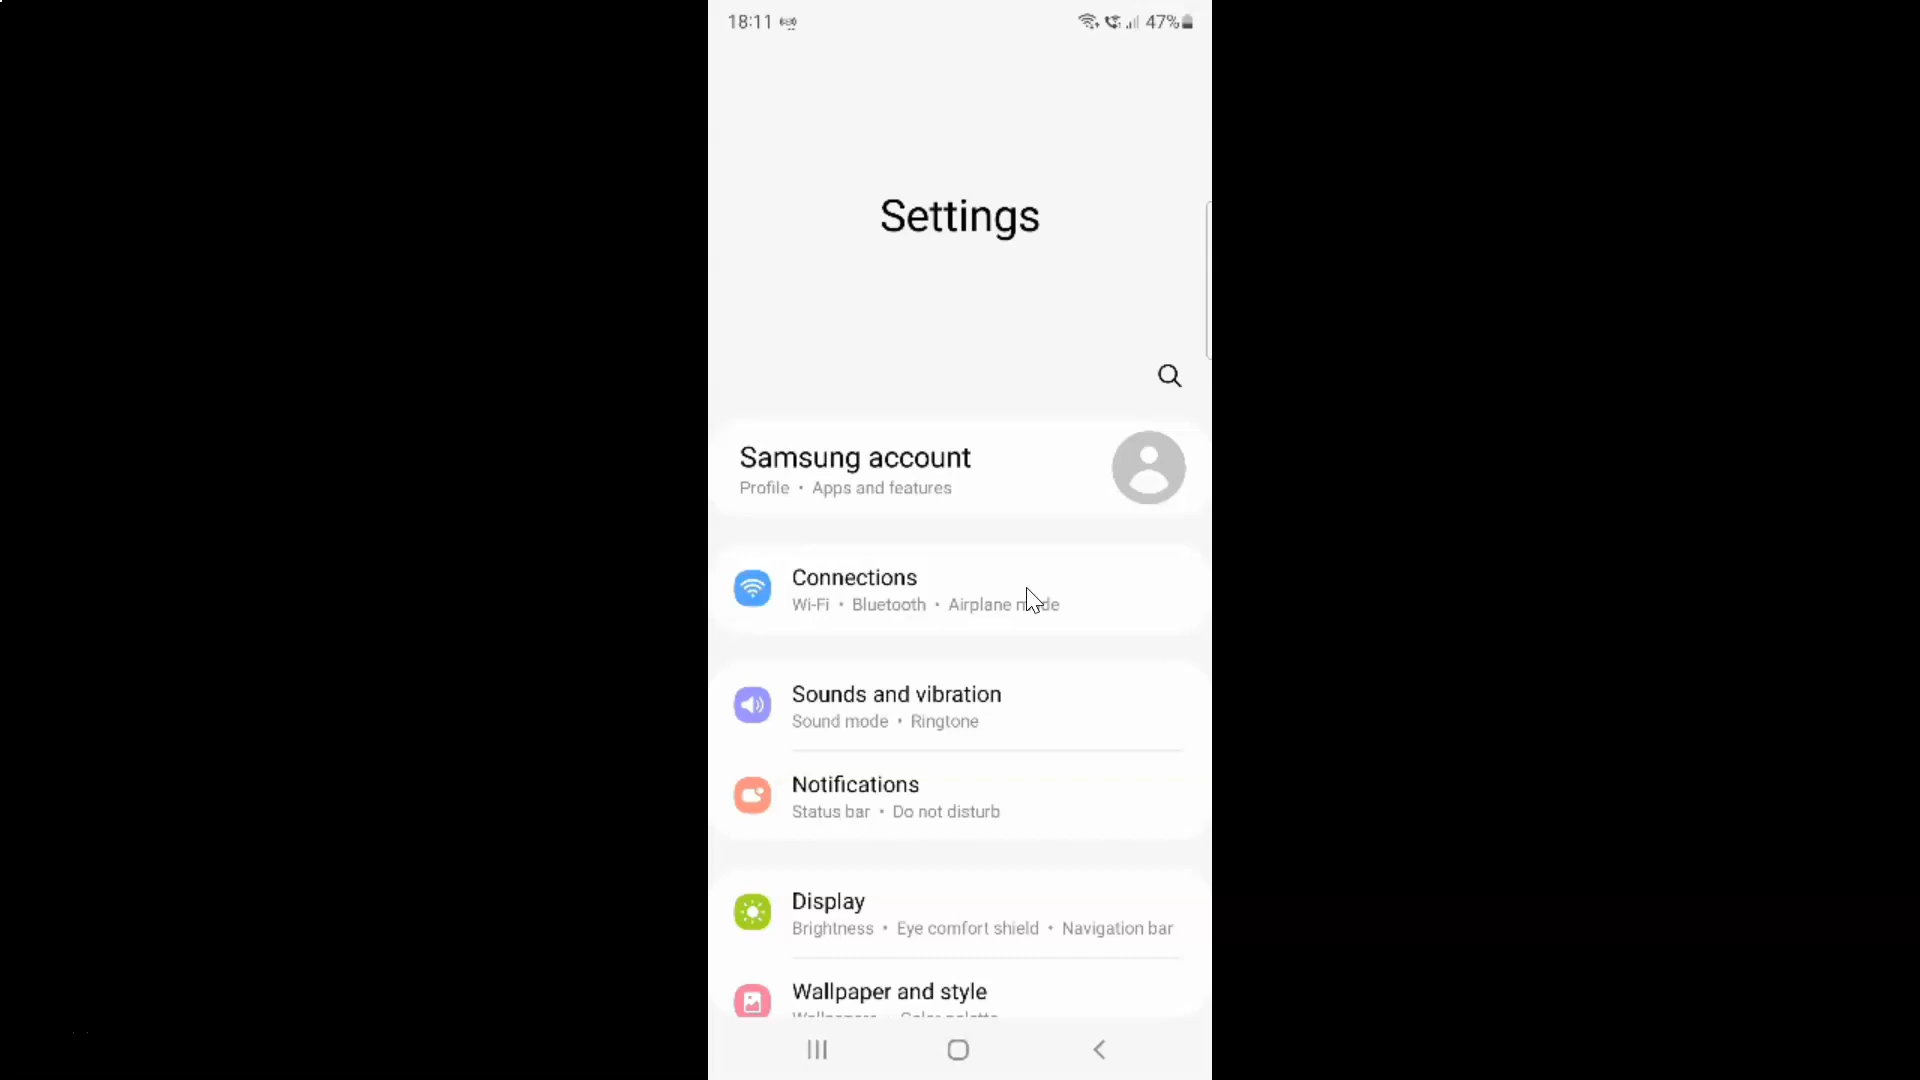 18:11 47%
Settings
Samsung account
Profile • Apps and features
Connections
Wi-Fi • Bluetooth • Airplane mode
Sounds and vibration
Sound mode • Ringtone
Notifications
Status bar • Do not disturb
Display
Brightness • Eye comfort shield • Navigation bar
Wallpaper and style
Wallpapers • Color palette